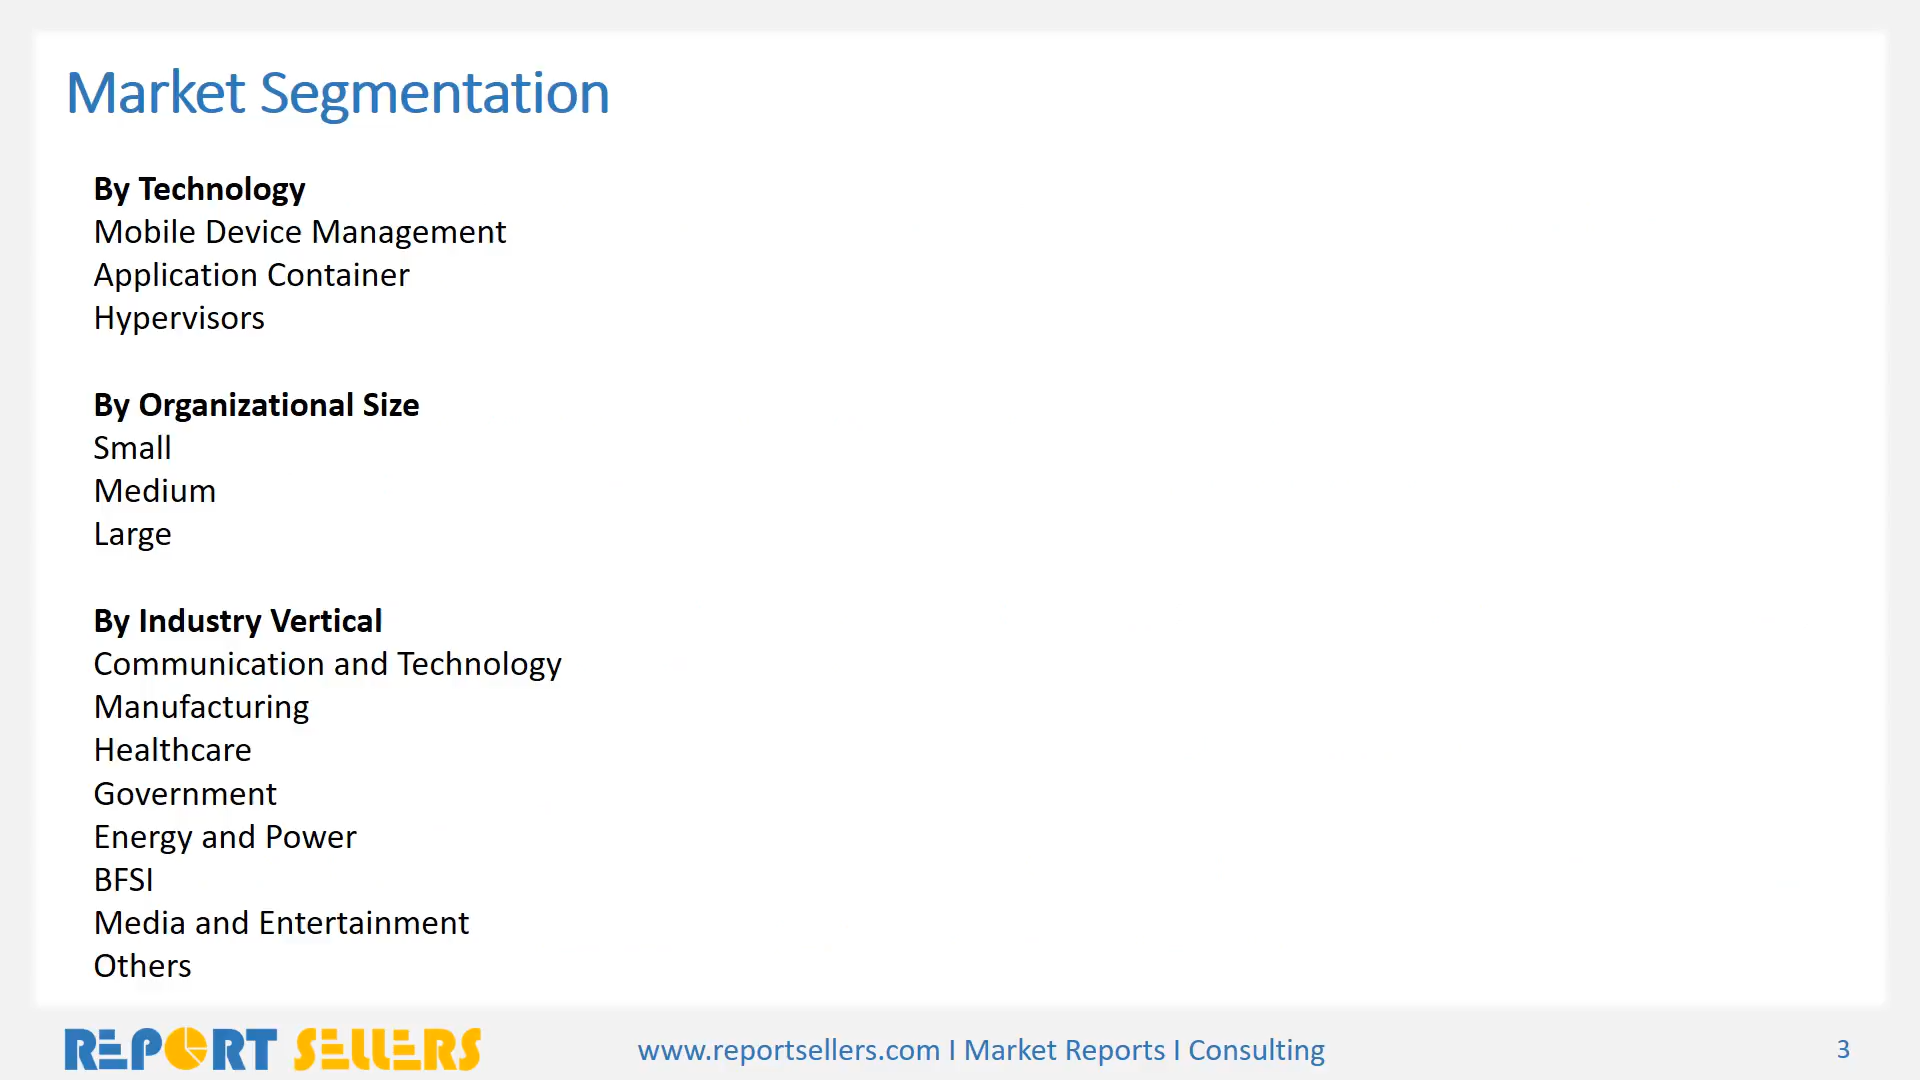 Market Segmentation
By Technology
Mobile Device Management
Application Container
Hypervisors
By Organizational Size
Small
Medium
Large
By Industry Vertical
Communication and Technology
Manufacturing
Healthcare
Government
Energy and Power
BFSI
Media and Entertainment
Others
REPORT SELLERS
www.reportsellers.com I Market Reports I Consulting
3